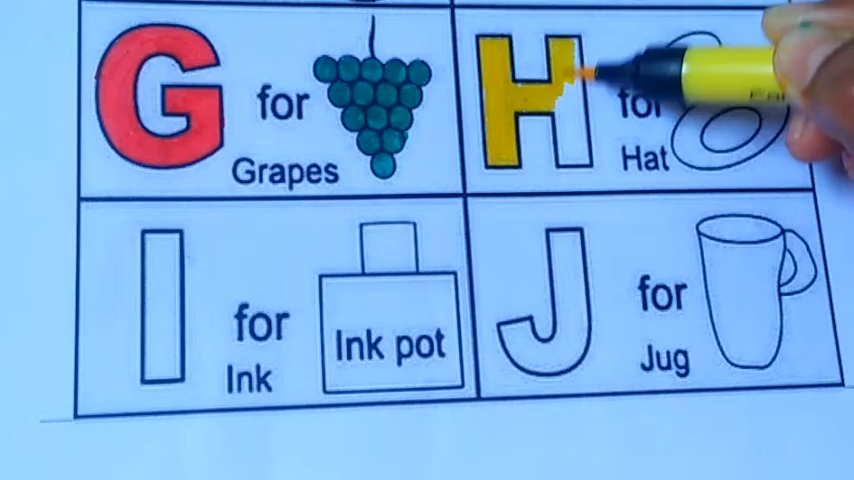 G for
Grapes
H for
Hat
I for
Ink
Ink pot
J for
Jug